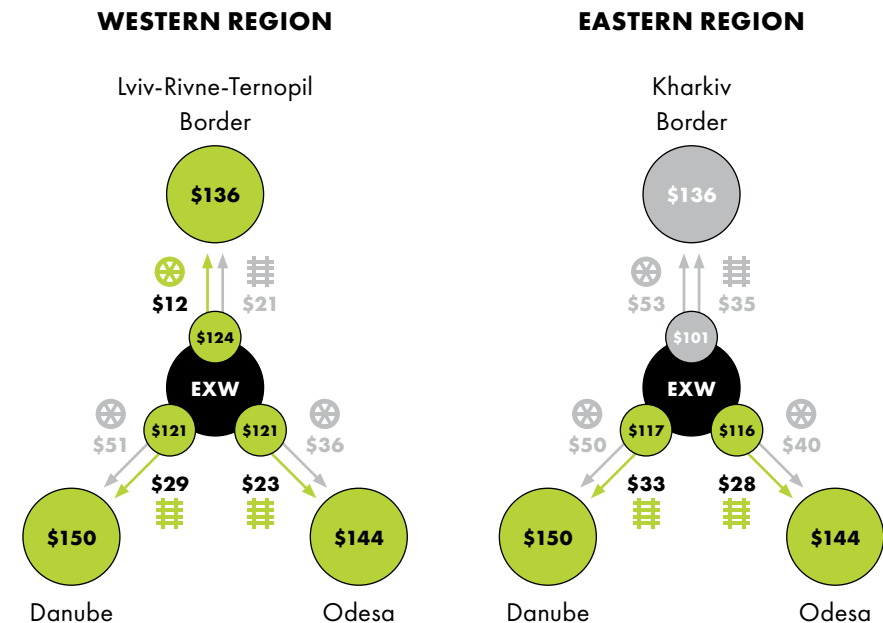 WESTERN REGION
Lviv-Rivne-Ternopil
Border
$136
$12
$21
$124
EXW
$121
$121
$51
$36
$29
$23
$150
$144
Danube
Odesa
EASTERN REGION
Kharkiv
Border
$136
$53
$35
$101
EXW
$117
$116
$50
$40
$33
$28
$150
$144
Danube
Odesa